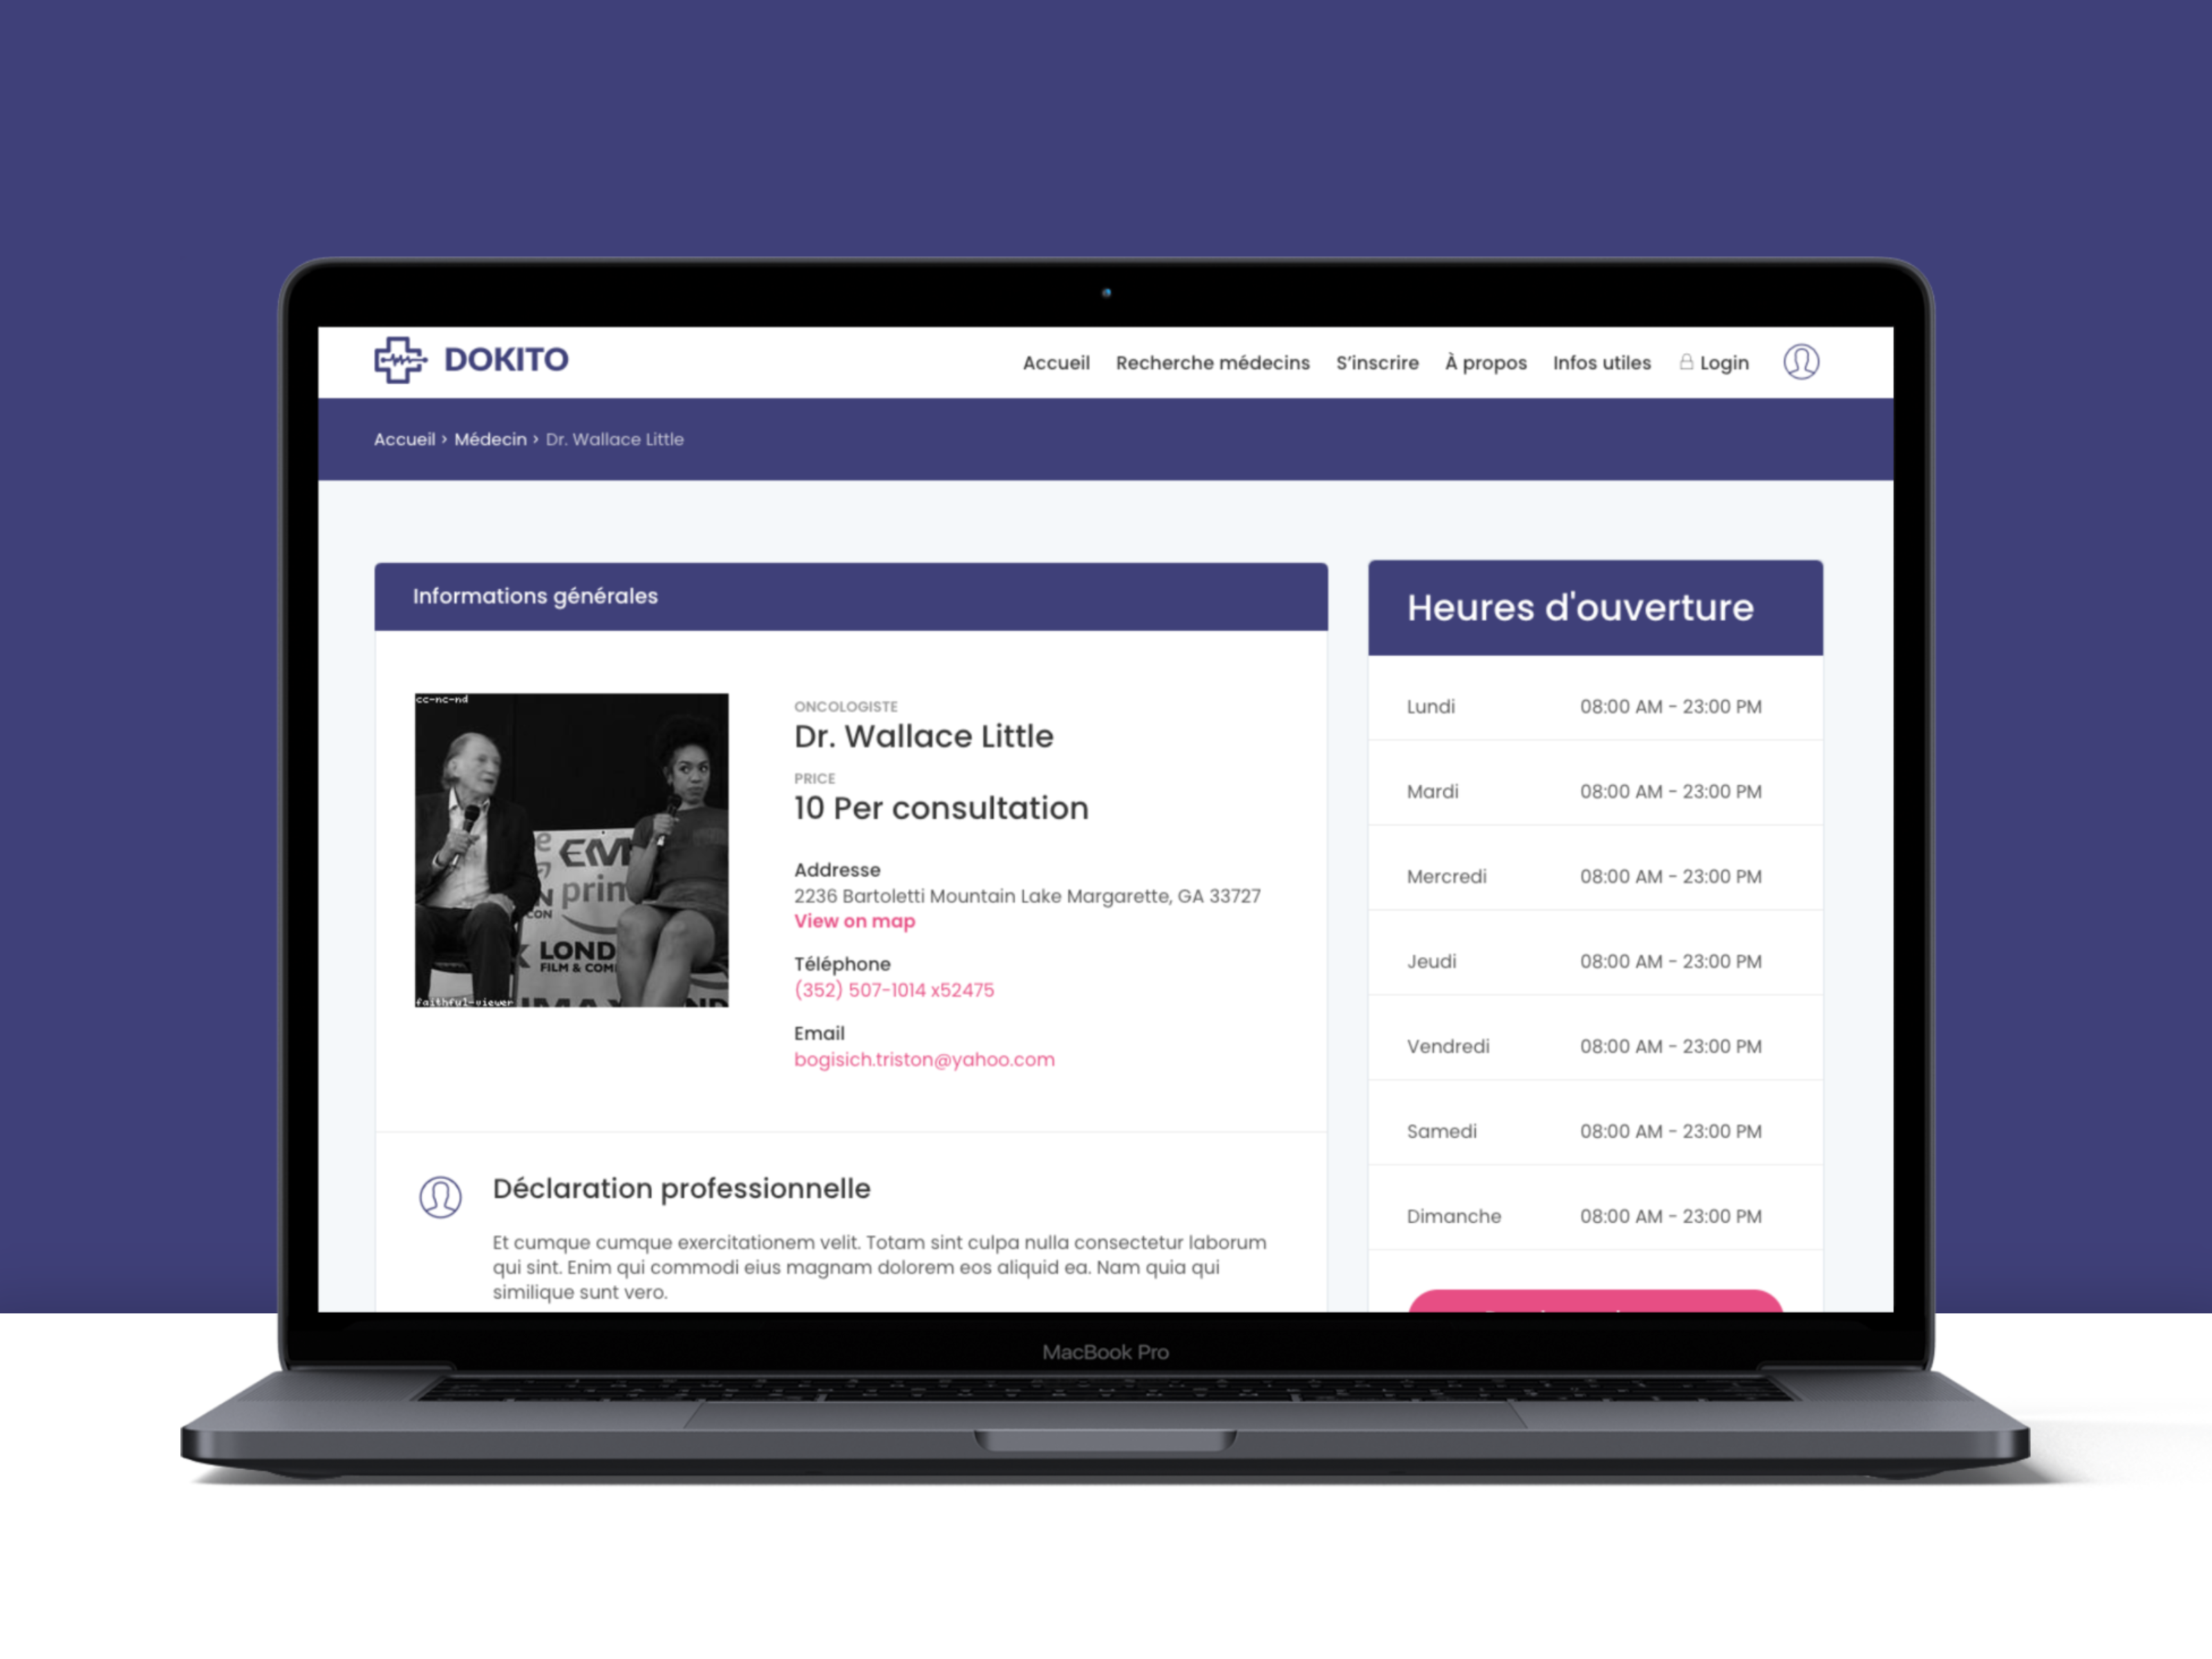 DOKITO
Accueil Recherche médecins S'inscrire À propos Infos utiles Login
Accueil › Médecin › Dr. Wallace Little
Informations générales
cc-nc-nd
EM
prim
CON
LOND
FILM & COM
IMAX
faithful-viewer
ONCOLOGISTE
Dr. Wallace Little
PRICE
10 Per consultation
Addresse
2236 Bartoletti Mountain Lake Margarette, GA 33727
View on map
Téléphone
(352) 507-1014 x52475
Email
bogisich.triston@yahoo.com
Déclaration professionnelle
Et cumque cumque exercitationem velit. Totam sint culpa nulla consectetur laborum
qui sint. Enim qui commodi eius magnam dolorem eos aliquid ea. Nam quia qui
similique sunt vero.
Heures d'ouverture
Lundi 08:00 AM - 23:00 PM
Mardi 08:00 AM - 23:00 PM
Mercredi 08:00 AM - 23:00 PM
Jeudi 08:00 AM - 23:00 PM
Vendredi 08:00 AM - 23:00 PM
Samedi 08:00 AM - 23:00 PM
Dimanche 08:00 AM - 23:00 PM
MacBook Pro